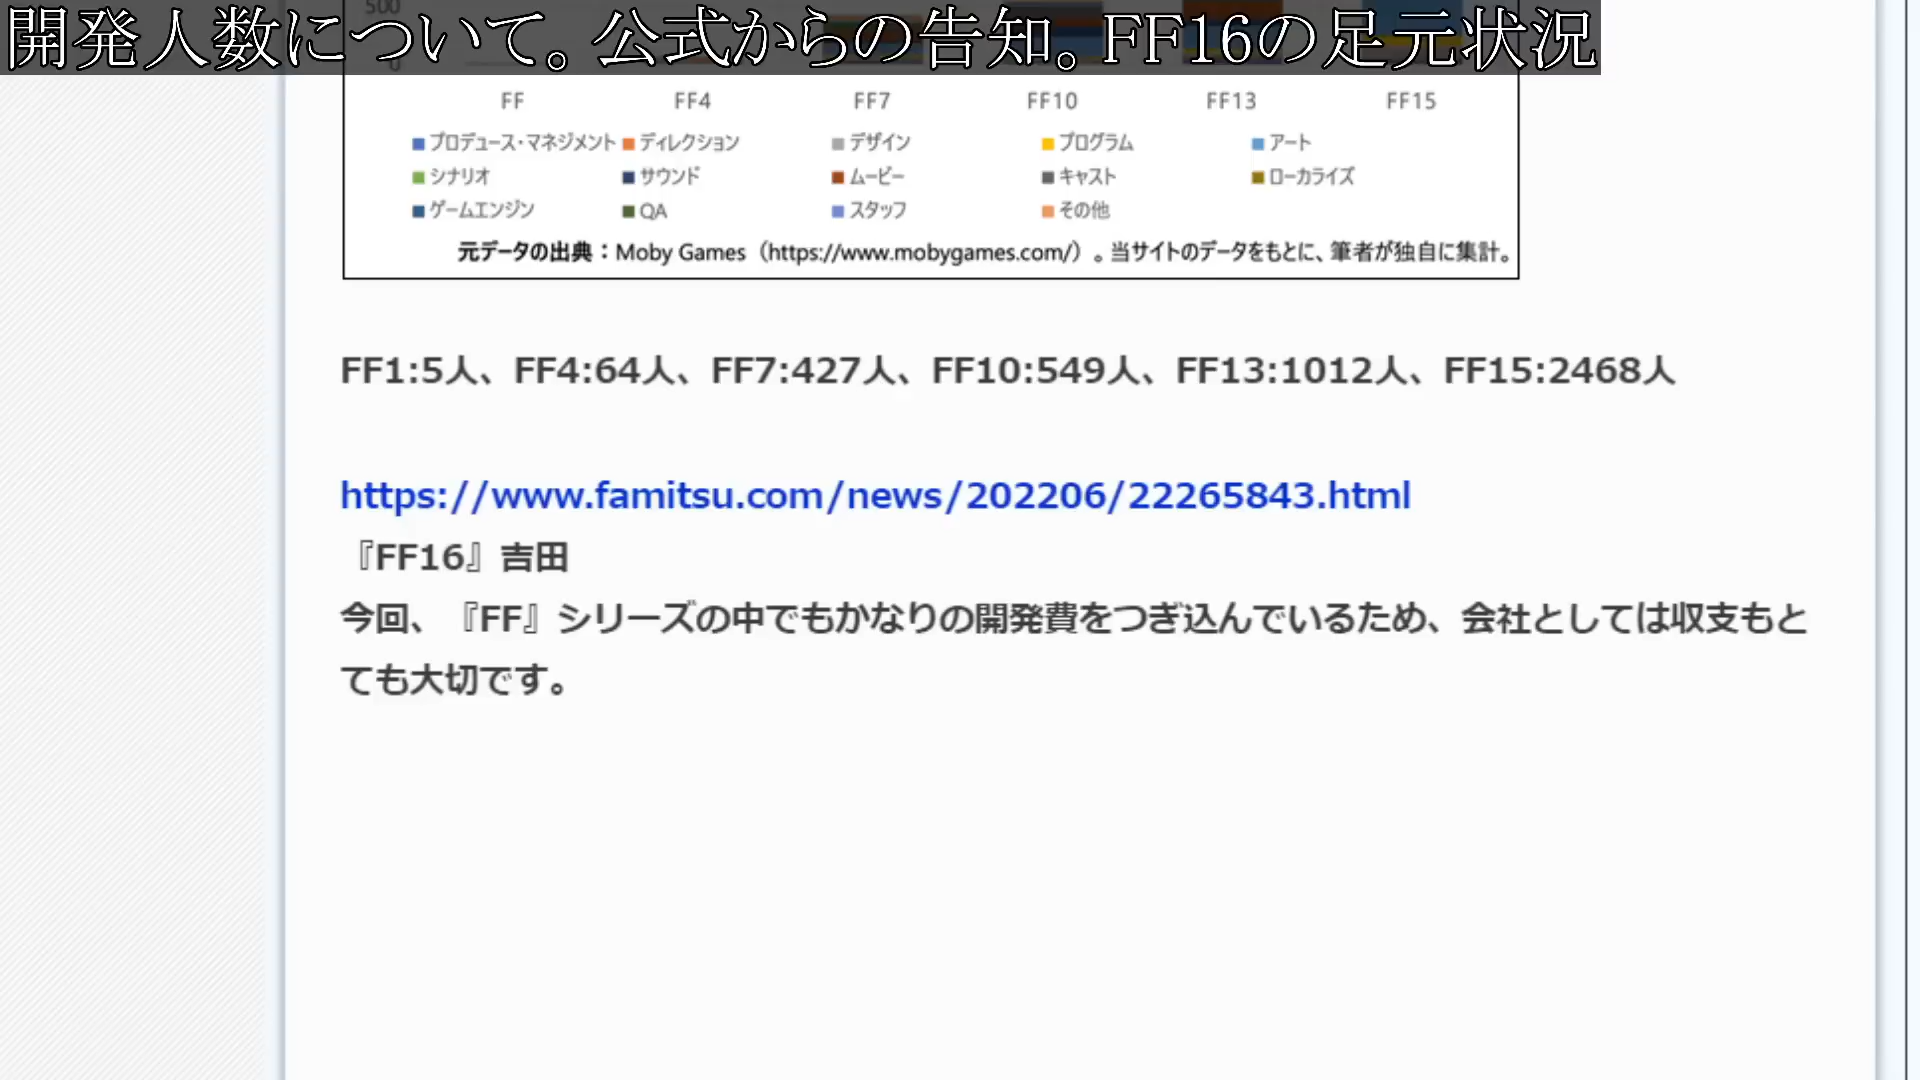 500
開発人数について。公式からの告知。FF16の足元状況
0
FF FF4 FF7 FF10 FF13 FF15
プロデュース・マネジメント ディレクション デザイン プログラム アート
シナリオ サウンド ムービー キャスト ローカライズ
ゲームエンジン QA スタッフ その他
元データの出典：Moby Games（https://www.mobygames.com/）。当サイトのデータをもとに、筆者が独自に集計。
FF1:5人、FF4:64人、FF7:427人、FF10:549人、FF13:1012人、FF15:2468人
https://www.famitsu.com/news/202206/22265843.html
『FF16』吉田
今回、『FF』シリーズの中でもかなりの開発費をつぎ込んでいるため、会社としては収支もと
ても大切です。